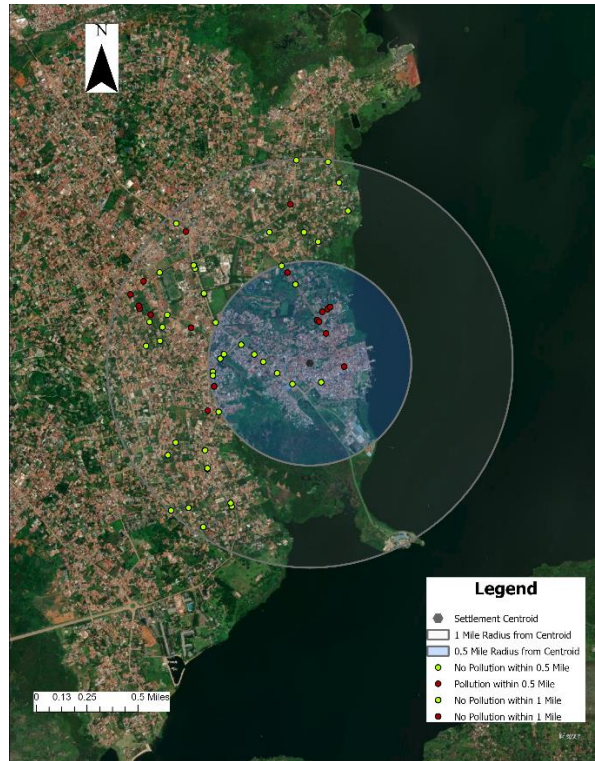 N
Legend
Settlement Centroid
1 Mile Radius from Centroid
0.5 Mile Radius from Centroid
No Pollution within 0.5 Mile
Pollution within 0.5 Mile
No Pollution within 1 Mile
No Pollution within 1 Mile
0 0.13 0.25 0.5 Miles